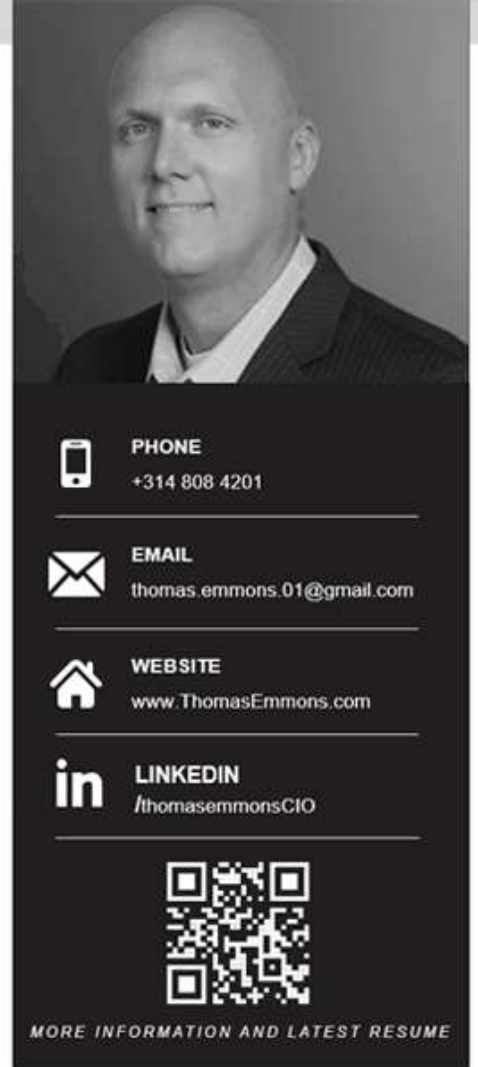 PHONE
+314 808 4201
EMAIL
thomas.emmons.01@gmail.com
WEBSITE
www.ThomasEmmons.com
in
LINKEDIN
/thomasemmonsCIO
MORE INFORMATION AND LATEST RESUME